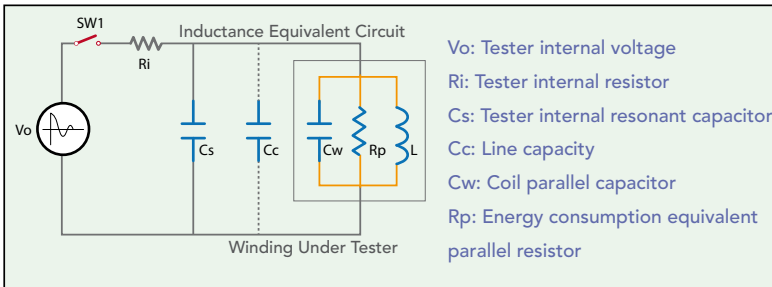 SW1
Inductance Equivalent Circuit
Ri
Vo
Cs
Cc
Cw
Rp
L
Winding Under Tester
Vo: Tester internal voltage
Ri: Tester internal resistor
Cs: Tester internal resonant capacitor
Cc: Line capacity
Cw: Coil parallel capacitor
Rp: Energy consumption equivalent
parallel resistor